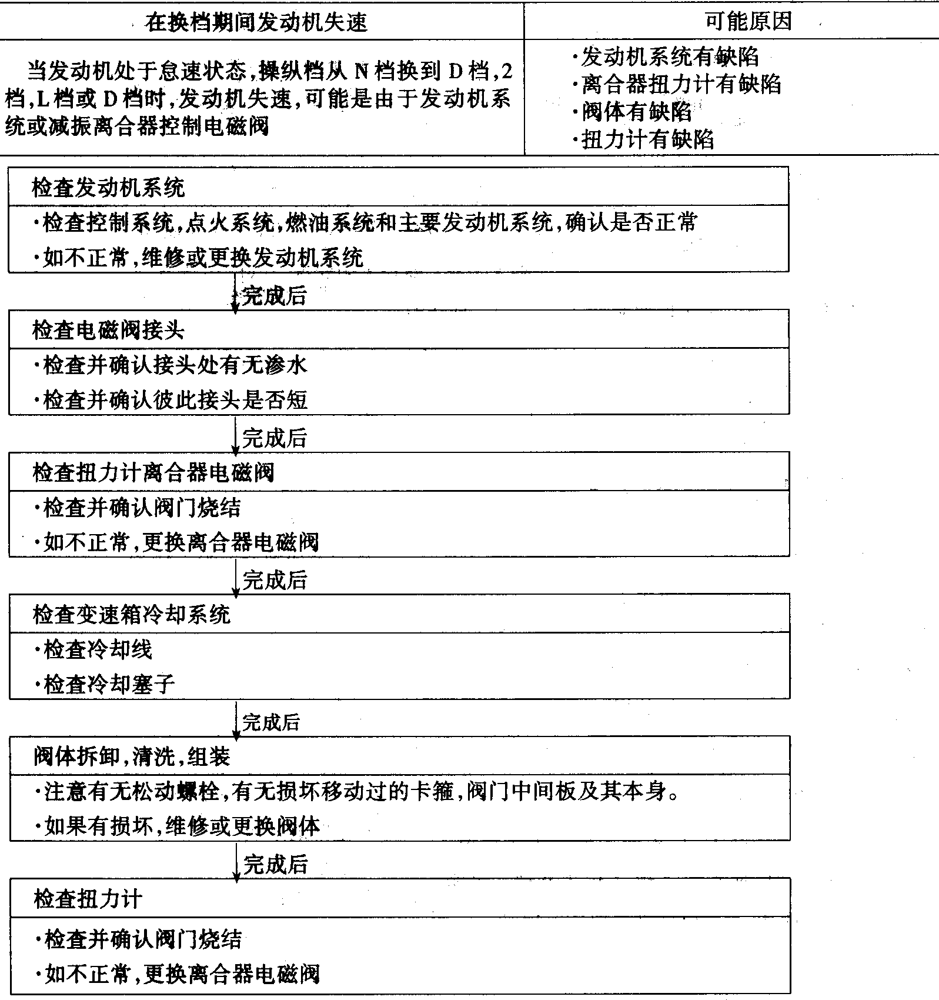 在换档期间发动机失速
可能原因
当发动机处于怠速状态,操纵档从 N 档换到 D 档,2
档,L 档或 D 档时,发动机失速,可能是由于发动机系
统或减振离合器控制电磁阀
·发动机系统有缺陷
·离合器扭力计有缺陷
·阀体有缺陷
·扭力计有缺陷
检查发动机系统
·检查控制系统,点火系统,燃油系统和主要发动机系统,确认是否正常
·如不正常,维修或更换发动机系统
完成后
检查电磁阀接头
·检查并确认接头处有无渗水
·检查并确认彼此接头是否短
完成后
检查扭力计离合器电磁阀
·检查并确认阀门烧结
·如不正常,更换离合器电磁阀
完成后
检查变速箱冷却系统
·检查冷却线
·检查冷却塞子
完成后
阀体拆卸,清洗,组装
·注意有无松动螺栓,有无损坏移动过的卡箍,阀门中间板及其本身。
·如果有损坏,维修或更换阀体
完成后
检查扭力计
·检查并确认阀门烧结
·如不正常,更换离合器电磁阀